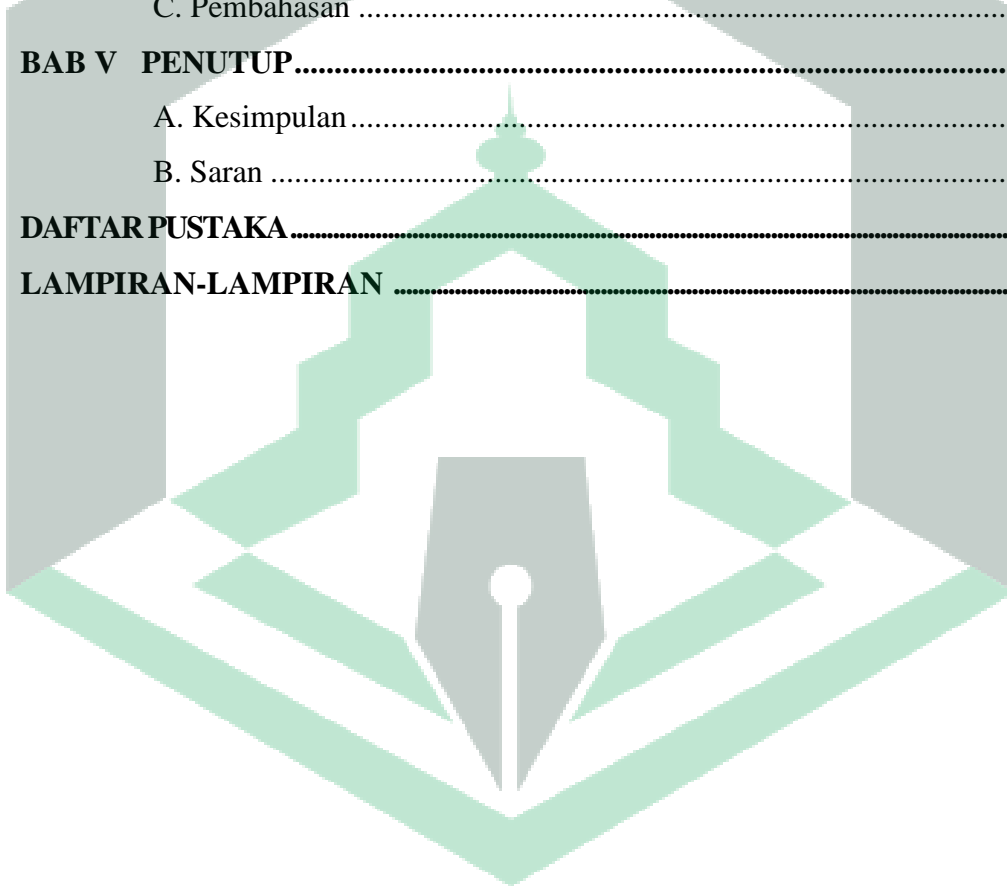 C. Pembahasan ........................................................................................
BAB V PENUTUP.........................................................................................
A. Kesimpulan........................................................................................
B. Saran ........................................................................................
DAFTAR PUSTAKA........................................................................................
LAMPIRAN-LAMPIRAN ........................................................................................